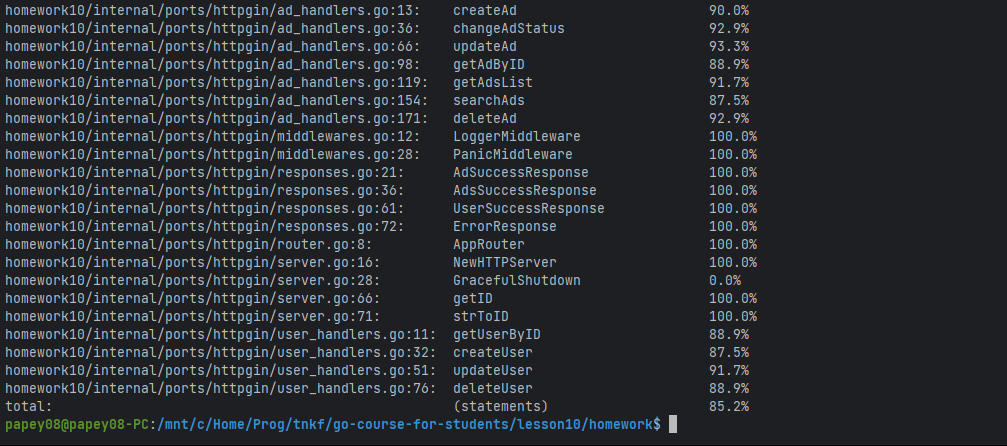 homework10/internal/ports/httpgin/ad_handlers.go:13: createAd 90.0%
homework10/internal/ports/httpgin/ad_handlers.go:36: changeAdStatus 92.9%
homework10/internal/ports/httpgin/ad_handlers.go:66: updateAd 93.3%
homework10/internal/ports/httpgin/ad_handlers.go:98: getAdByID 88.9%
homework10/internal/ports/httpgin/ad_handlers.go:119: getAdsList 91.7%
homework10/internal/ports/httpgin/ad_handlers.go:154: searchAds 87.5%
homework10/internal/ports/httpgin/ad_handlers.go:171: deleteAd 92.9%
homework10/internal/ports/httpgin/middlewares.go:12: LoggerMiddleware 100.0%
homework10/internal/ports/httpgin/middlewares.go:28: PanicMiddleware 100.0%
homework10/internal/ports/httpgin/responses.go:21: AdSuccessResponse 100.0%
homework10/internal/ports/httpgin/responses.go:36: AdsSuccessResponse 100.0%
homework10/internal/ports/httpgin/responses.go:61: UserSuccessResponse 100.0%
homework10/internal/ports/httpgin/responses.go:72: ErrorResponse 100.0%
homework10/internal/ports/httpgin/router.go:8: AppRouter 100.0%
homework10/internal/ports/httpgin/server.go:16: NewHTTPServer 100.0%
homework10/internal/ports/httpgin/server.go:28: GracefulShutdown 0.0%
homework10/internal/ports/httpgin/server.go:66: getID 100.0%
homework10/internal/ports/httpgin/server.go:71: strToID 100.0%
homework10/internal/ports/httpgin/user_handlers.go:11: getUserByID 88.9%
homework10/internal/ports/httpgin/user_handlers.go:32: createUser 87.5%
homework10/internal/ports/httpgin/user_handlers.go:51: updateUser 91.7%
homework10/internal/ports/httpgin/user_handlers.go:76: deleteUser 88.9%
total: (statements) 85.2%
papey08@papey08-PC:/mnt/c/Home/Prog/tnkf/go-course-for-students/lesson10/homework$